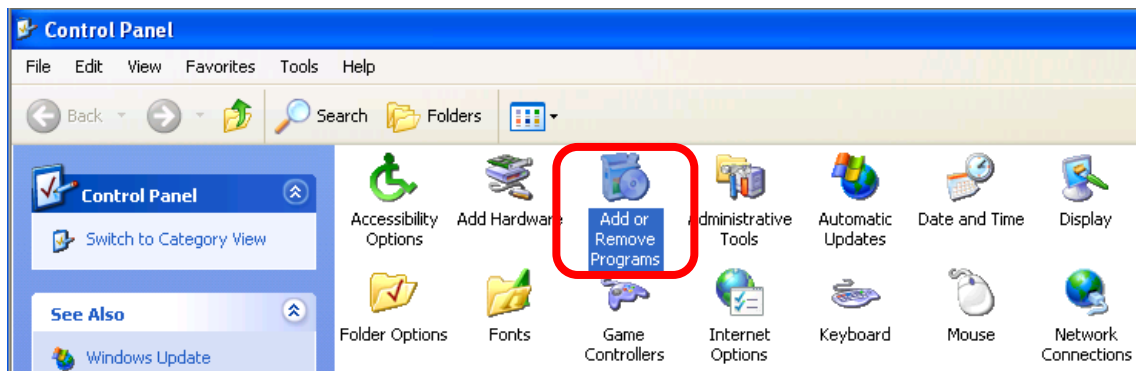 Control Panel
File Edit View Favorites Tools Help
Back Search Folders
Control Panel
Switch to Category View
See Also
Windows Update
Accessibility Options
Add Hardware
Add or Remove Programs
Administrative Tools
Automatic Updates
Date and Time
Display
Folder Options
Fonts
Game Controllers
Internet Options
Keyboard
Mouse
Network Connections